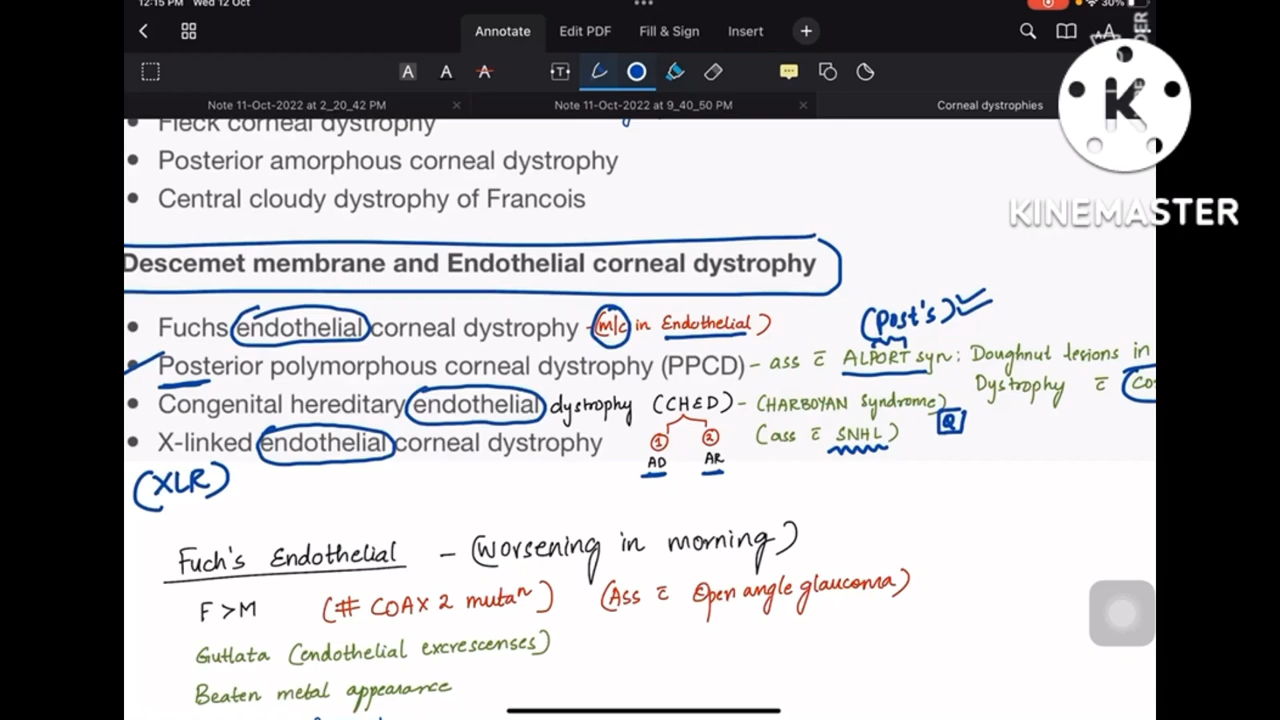 12:15 PM Wed 12 Oct
30%
Annotate Edit PDF Fill & Sign Insert
A A A T
Note 11-Oct-2022 at 2_20_42 PM Note 11-Oct-2022 at 9_40_50 PM Corneal dystrophies
K
KINEMASTER
• Fleck corneal dystrophy
• Posterior amorphous corneal dystrophy
• Central cloudy dystrophy of Francois
Descemet membrane and Endothelial corneal dystrophy
(Post's)
• Fuchs endothelial corneal dystrophy - (m/c in Endothelial)
• Posterior polymorphous corneal dystrophy (PPCD) - ass c̄ ALPORT syn: Doughnut lesions in
Dystrophy c̄ Co
• Congenital hereditary endothelial dystrophy (CHED) - (HARBOYAN Syndrome)
① ② (ass c̄ SNHL) Q
AD AR
• X-linked endothelial corneal dystrophy
(XLR)
Fuch's Endothelial - (Worsening in morning)
F > M (# COAX 2 mutaⁿ) (Ass c̄ Open angle glaucoma)
Guttata (endothelial excrescenses)
Beaten metal appearance